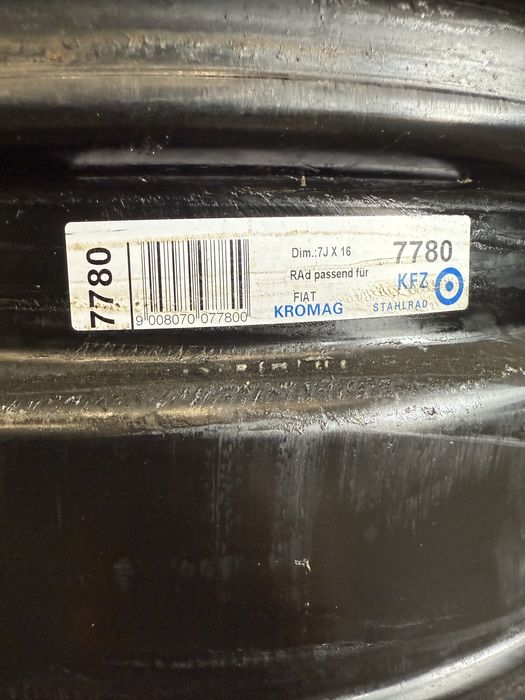 7780
9 008070 077800
Dim.:7J X 16
RAd passend für
FIAT
KROMAG
7780
KFZ
STAHLRAD